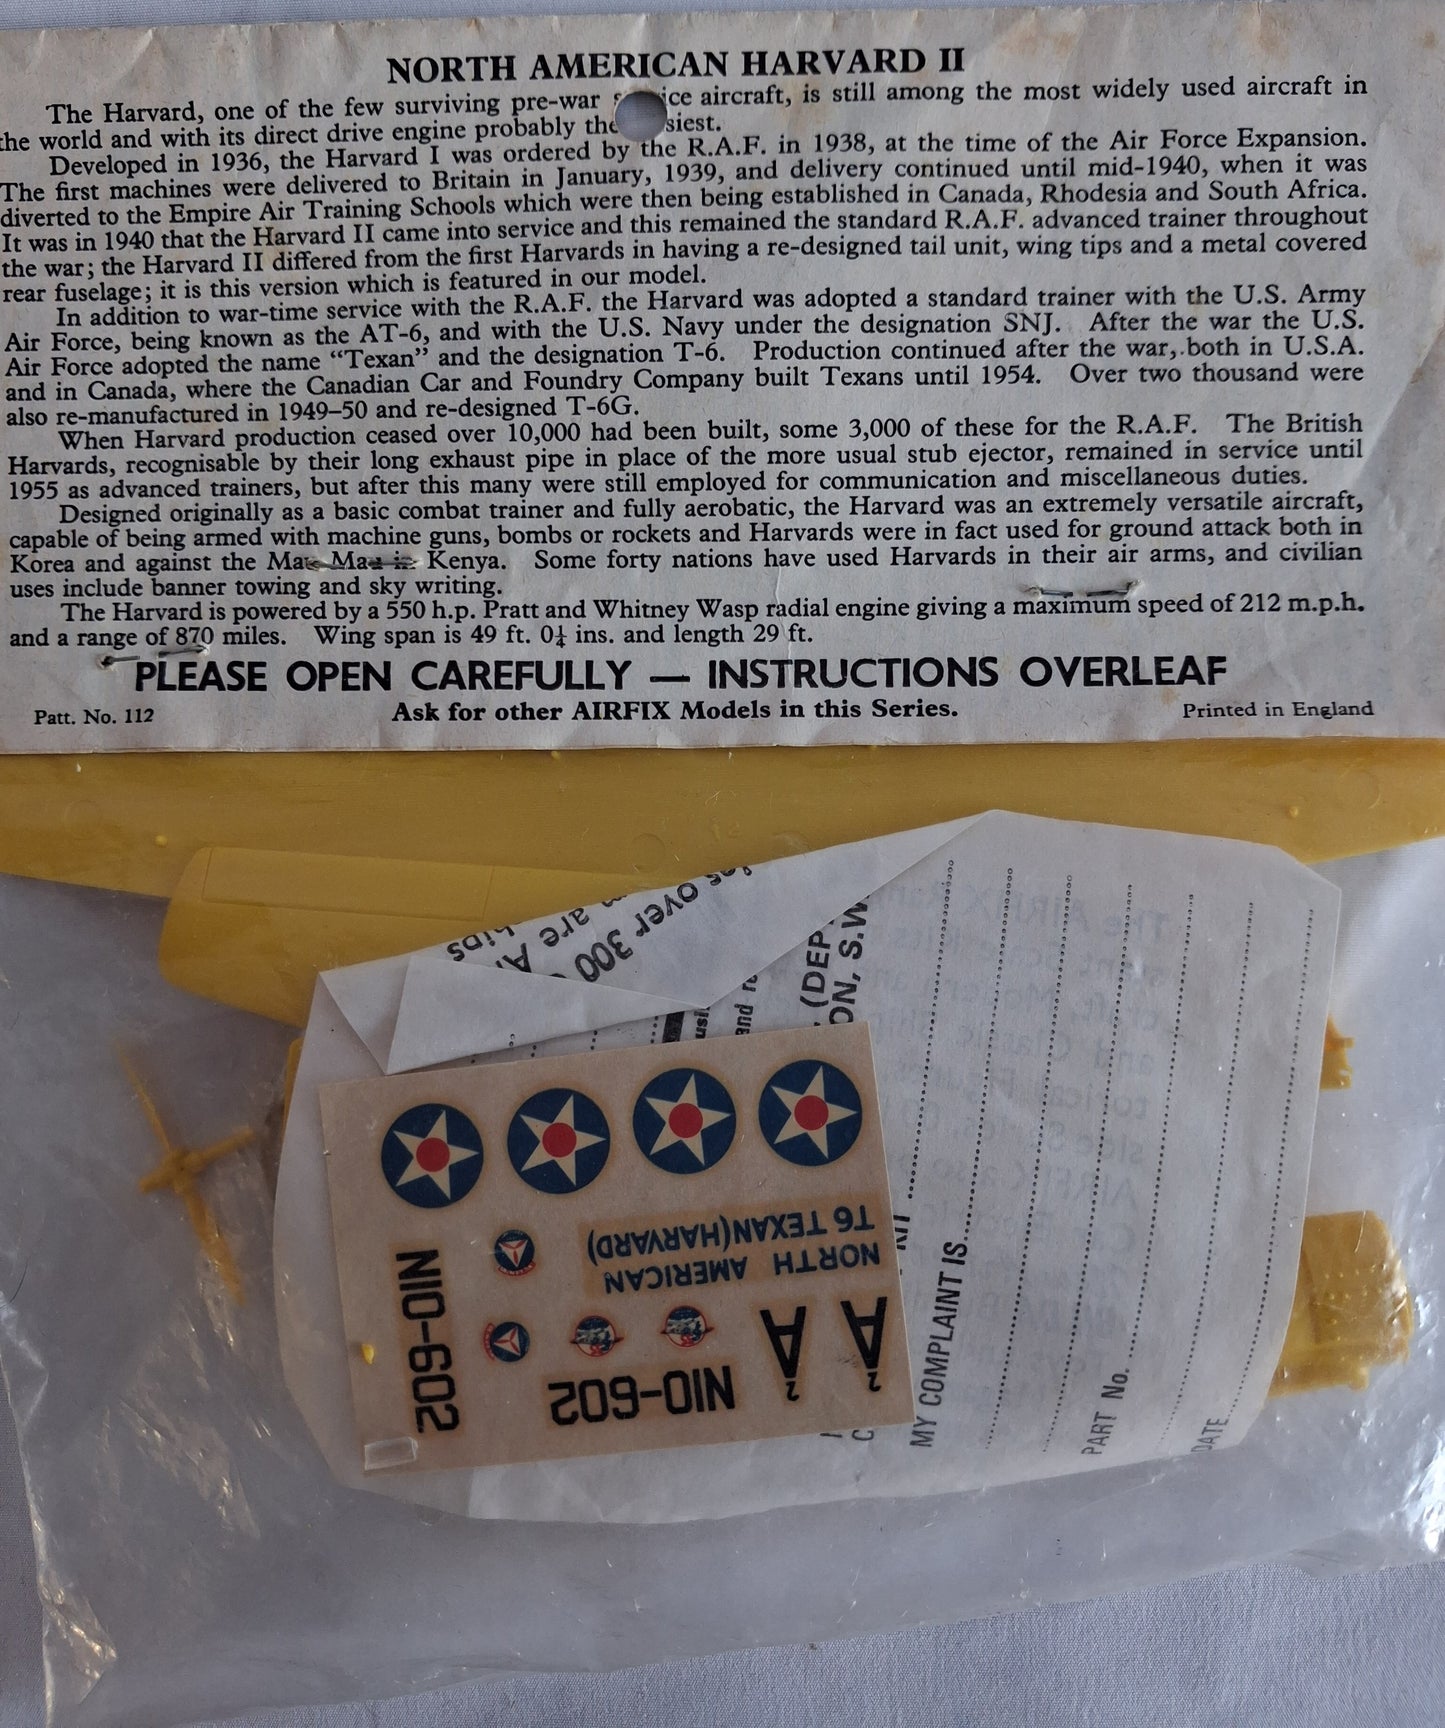 NORTH AMERICAN HARVARD II
The Harvard, one of the few surviving pre-war aircraft, is still among the most widely used aircraft in
the world and with its direct drive engine probably the
Developed in 1936, the Harvard I was ordered by the R.A.F. in 1938, at the time of the Air Force Expansion.
The first machines were delivered to Britain in January, 1939, and delivery continued until mid-1940, when it was
diverted to the Empire Air Training Schools which were then being established in Canada, Rhodesia and South Africa.
It was in 1940 that the Harvard II came into service and this remained the standard R.A.F. advanced trainer throughout
the war; the Harvard II differed from the first Harvards in having a re-designed tail unit, wing tips and a metal covered
rear fuselage; it is this version which is featured in our model.
In addition to war-time service with the R.A.F. the Harvard was adopted a standard trainer with the U.S. Army
Air Force, being known as the AT-6, and with the U.S. Navy under the designation SNJ. After the war the U.S.
Air Force adopted the name "Texan" and the designation T-6. Production continued after the war, both in U.S.A.
and in Canada, where the Canadian Car and Foundry Company built Texans until 1954. Over two thousand were
also re-manufactured in 1949–50 and re-designed T-6G.
When Harvard production ceased over 10,000 had been built, some 3,000 of these for the R.A.F. The British
Harvards, recognisable by their long exhaust pipe in place of the more usual stub ejector, remained in service until
1955 as advanced trainers, but after this many were still employed for communication and miscellaneous duties.
Designed originally as a basic combat trainer and fully aerobatic, the Harvard was an extremely versatile aircraft,
capable of being armed with machine guns, bombs or rockets and Harvards were in fact used for ground attack both in
Korea and against the Mau Mau in Kenya. Some forty nations have used Harvards in their air arms, and civilian
uses include banner towing and sky writing.
The Harvard is powered by a 550 h.p. Pratt and Whitney Wasp radial engine giving a maximum speed of 212 m.p.h.
and a range of 870 miles. Wing span is 49 ft. 0¼ ins. and length 29 ft.
PLEASE OPEN CAREFULLY — INSTRUCTIONS OVERLEAF
Patt. No. 112
Ask for other AIRFIX Models in this Series.
Printed in England
over 300
are
(DEP
ON, S.W
and
NORTH AMERICAN
T6 TEXAN (HARVARD)
N10-602
N10-602
A
2
A
2
MY COMPLAINT IS
PART No.
DATE